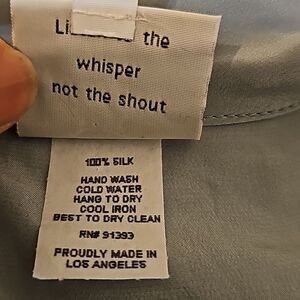 the
whisper
not the shout
100% SILK
HAND WASH
COLD WATER
HANG TO DRY
COOL IRON
BEST TO DRY CLEAN
RN# 91393
PROUDLY MADE IN
LOS ANGELES